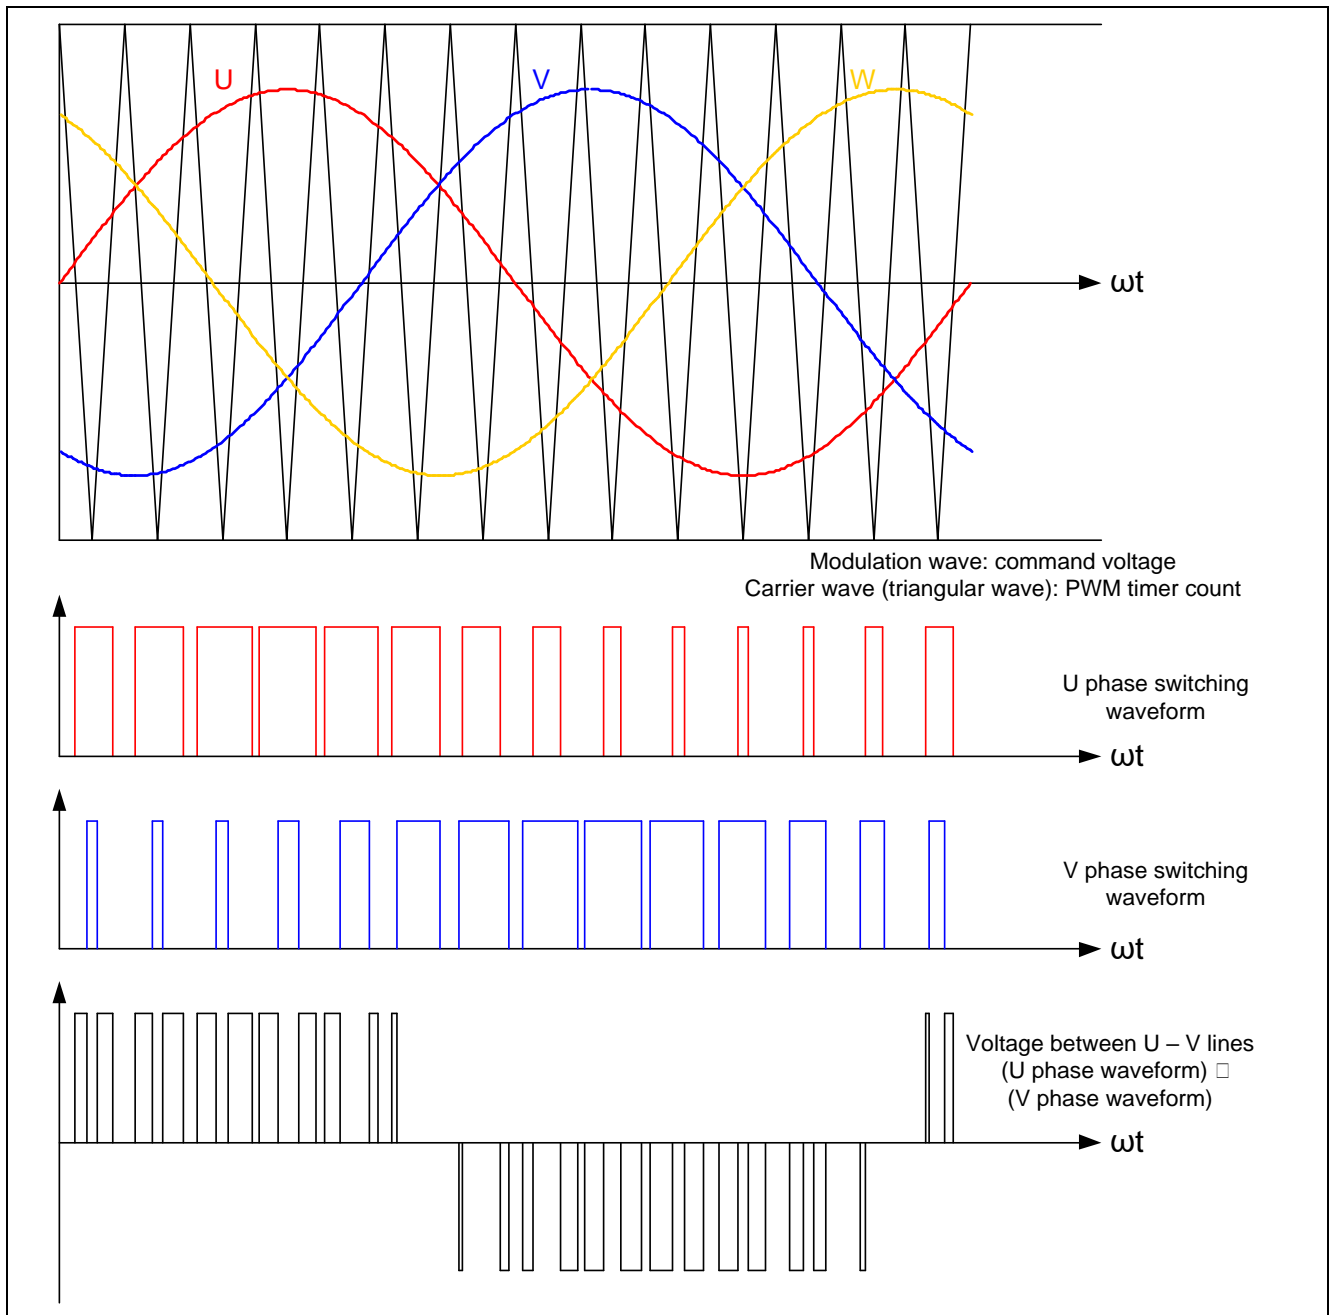 U
V
W
ωt
Modulation wave: command voltage
Carrier wave (triangular wave): PWM timer count
U phase switching
waveform
ωt
V phase switching
waveform
ωt
Voltage between U – V lines
(U phase waveform) □
(V phase waveform)
ωt